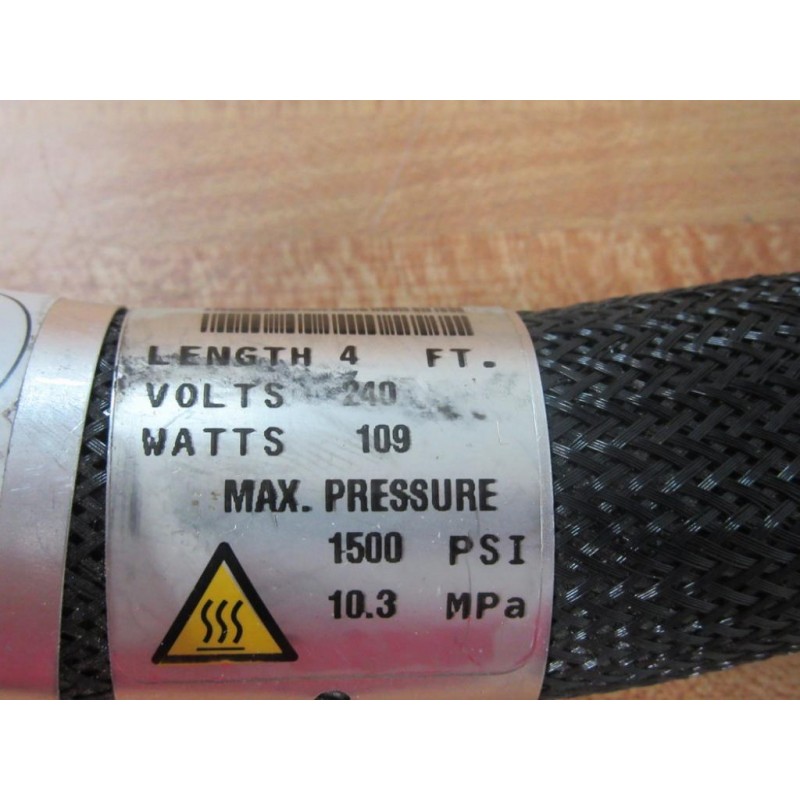 LENGTH 4 FT.
VOLTS 240
WATTS 109
MAX. PRESSURE
1500 PSI
10.3 MPa